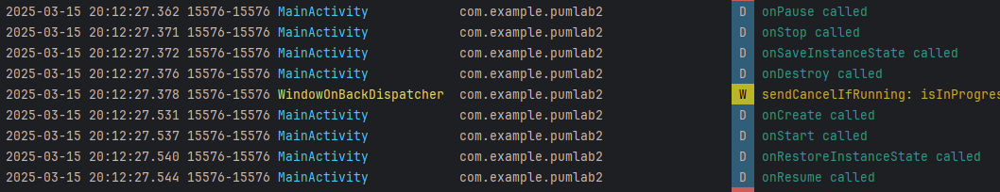 2025-03-15 20:12:27.362 15576-15576 MainActivity com.example.pumlab2 D onPause called
2025-03-15 20:12:27.371 15576-15576 MainActivity com.example.pumlab2 D onStop called
2025-03-15 20:12:27.372 15576-15576 MainActivity com.example.pumlab2 D onSaveInstanceState called
2025-03-15 20:12:27.376 15576-15576 MainActivity com.example.pumlab2 D onDestroy called
2025-03-15 20:12:27.378 15576-15576 WindowOnBackDispatcher com.example.pumlab2 W sendCancelIfRunning: isInProgres
2025-03-15 20:12:27.531 15576-15576 MainActivity com.example.pumlab2 D onCreate called
2025-03-15 20:12:27.537 15576-15576 MainActivity com.example.pumlab2 D onStart called
2025-03-15 20:12:27.540 15576-15576 MainActivity com.example.pumlab2 D onRestoreInstanceState called
2025-03-15 20:12:27.544 15576-15576 MainActivity com.example.pumlab2 D onResume called